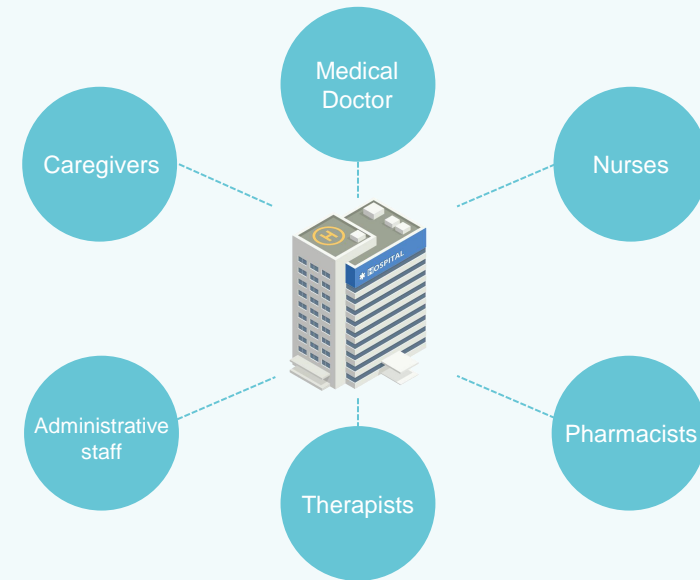 Medical
Doctor
Caregivers
Nurses
H
HOSPITAL
Administrative
staff
Pharmacists
Therapists